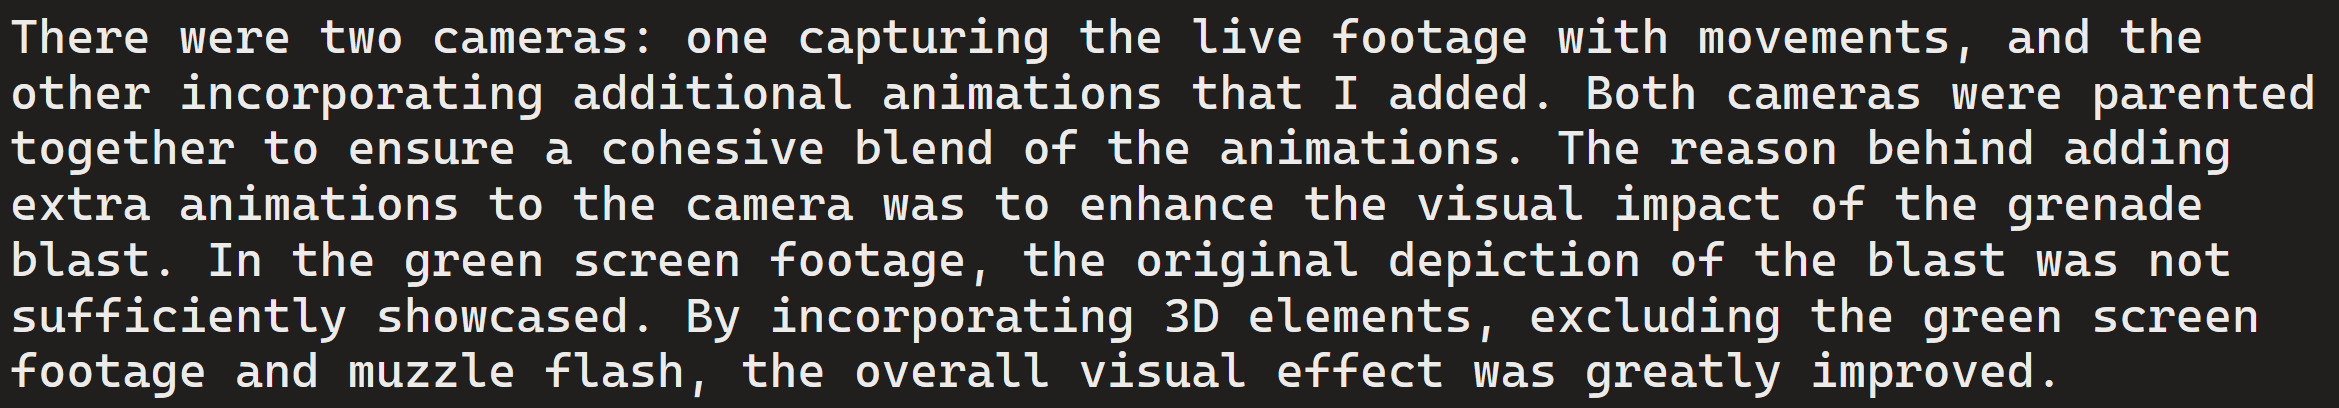 There were two cameras: one capturing the live footage with movements, and the
other incorporating additional animations that I added. Both cameras were parented
together to ensure a cohesive blend of the animations. The reason behind adding
extra animations to the camera was to enhance the visual impact of the grenade
blast. In the green screen footage, the original depiction of the blast was not
sufficiently showcased. By incorporating 3D elements, excluding the green screen
footage and muzzle flash, the overall visual effect was greatly improved.